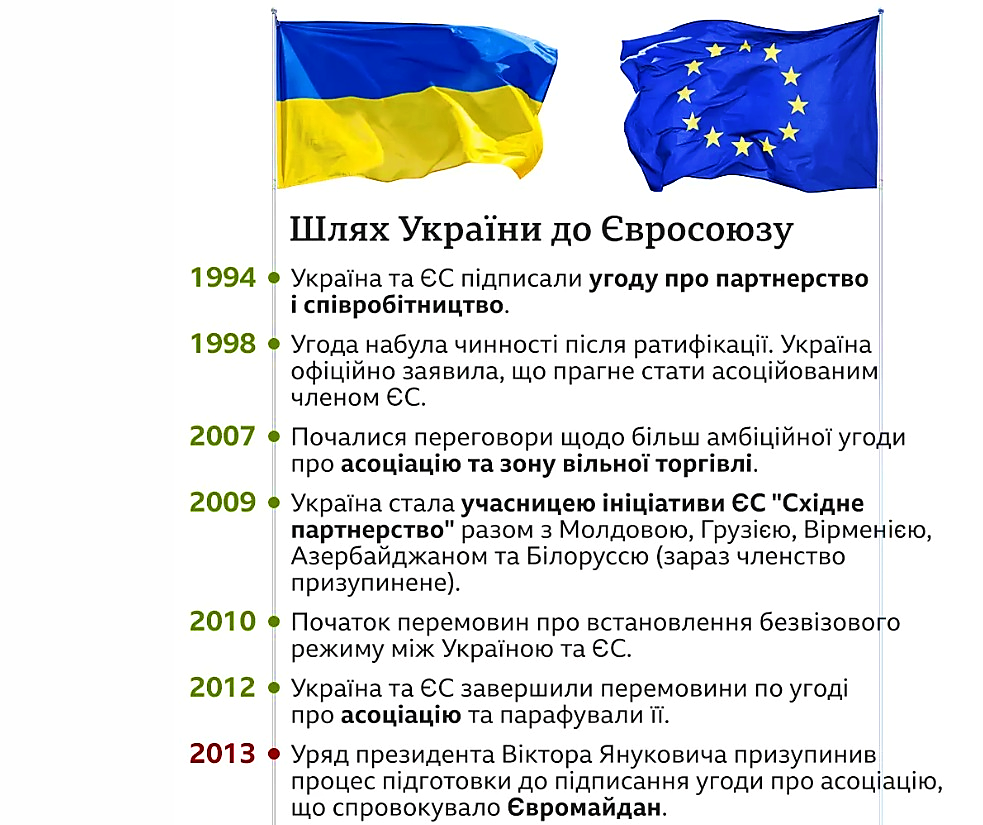 Шлях України до Євросоюзу
1994 Україна та ЄС підписали угоду про партнерство
і співробітництво.
1998 Угода набула чинності після ратифікації. Україна
офіційно заявила, що прагне стати асоційованим
членом ЄС.
2007 Почалися переговори щодо більш амбіційної угоди
про асоціацію та зону вільної торгівлі.
2009 Україна стала учасницею ініціативи ЄС "Східне
партнерство" разом з Молдовою, Грузією, Вірменією,
Азербайджаном та Білоруссю (зараз членство
призупинене).
2010 Початок перемовин про встановлення безвізового
режиму між Україною та ЄС.
2012 Україна та ЄС завершили перемовини по угоді
про асоціацію та парафували її.
2013 Уряд президента Віктора Януковича призупинив
процес підготовки до підписання угоди про асоціацію,
що спровокувало Євромайдан.